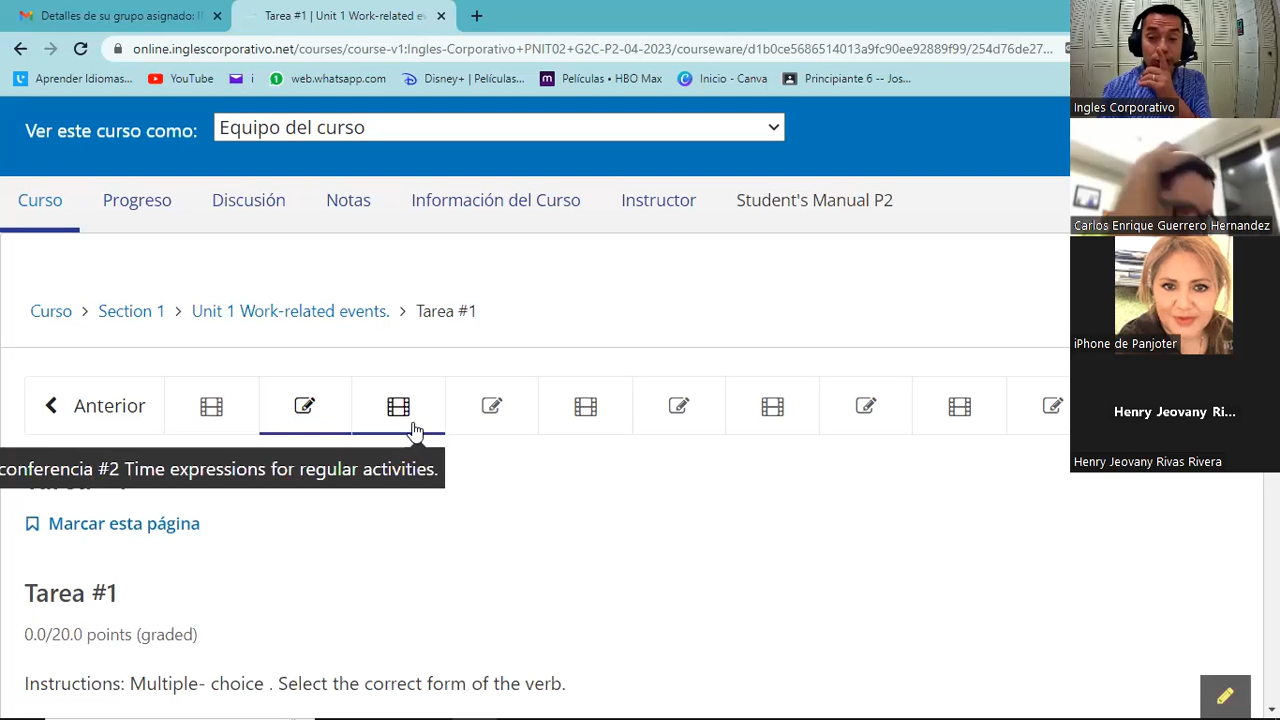 Detalles de su grupo asignado: I
Tarea #1 | Unit 1 Work-related e
online.inglescorporativo.net/courses/course-v1:Ingles-Corporativo+PNIT02+G2C-P2-04-2023/courseware/d1b0ce5666514013a9fc90ee92889f99/254d76de27...
Aprender Idiomas...
YouTube
i
web.whatsapp.com
Disney+ | Películas...
Películas • HBO Max
Inicio - Canva
Principiante 6 -- Jos...
Ver este curso como:
Equipo del curso
Curso
Progreso
Discusión
Notas
Información del Curso
Instructor
Student's Manual P2
Curso > Section 1 > Unit 1 Work-related events. > Tarea #1
Anterior
conferencia #2 Time expressions for regular activities.
Marcar esta página
Tarea #1
0.0/20.0 points (graded)
Instructions: Multiple- choice . Select the correct form of the verb.
Ingles Corporativo
Carlos Enrique Guerrero Hernandez
iPhone de Panjoter
Henry Jeovany Ri...
Henry Jeovany Rivas Rivera